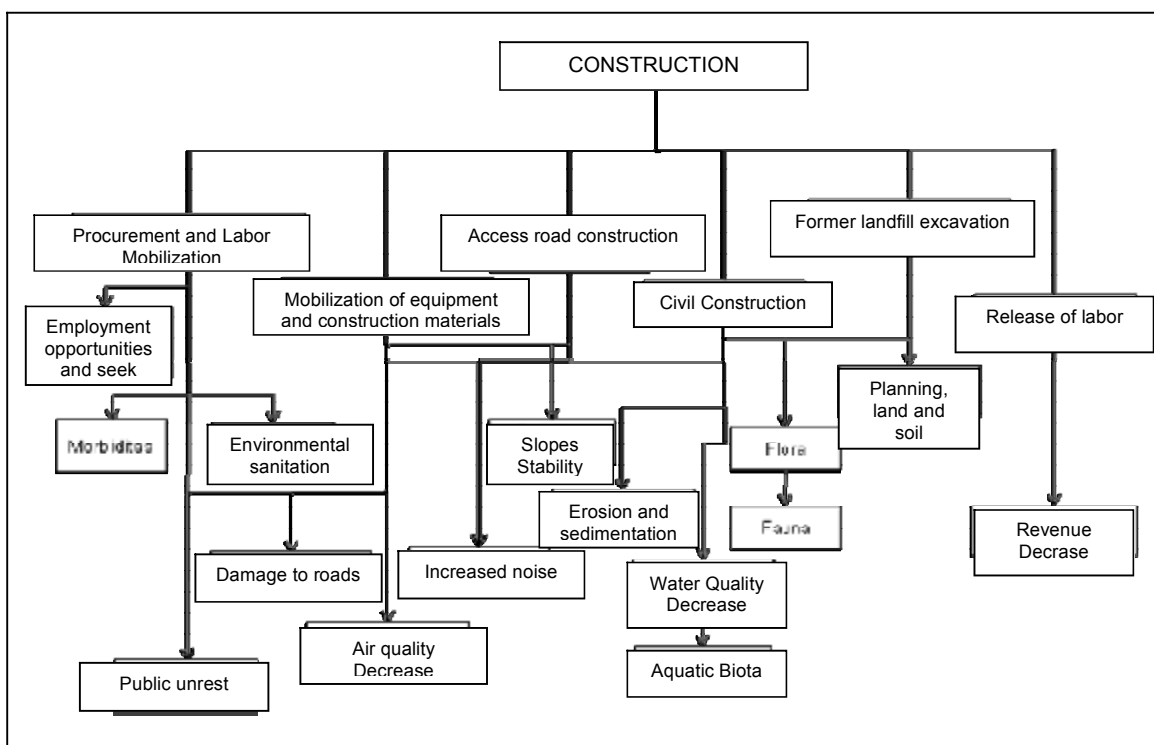 CONSTRUCTION
Procurement and Labor
Mobilization
Access road construction
Former landfill excavation
Mobilization of equipment
and construction materials
Civil Construction
Release of labor
Employment
opportunities
and seek
Planning,
land and
soil
Morbidites
Environmental
sanitation
Slopes
Stability
Flora
Erosion and
sedimentation
Fauna
Revenue
Decrase
Damage to roads
Increased noise
Water Quality
Decrease
Air quality
Decrease
Public unrest
Aquatic Biota